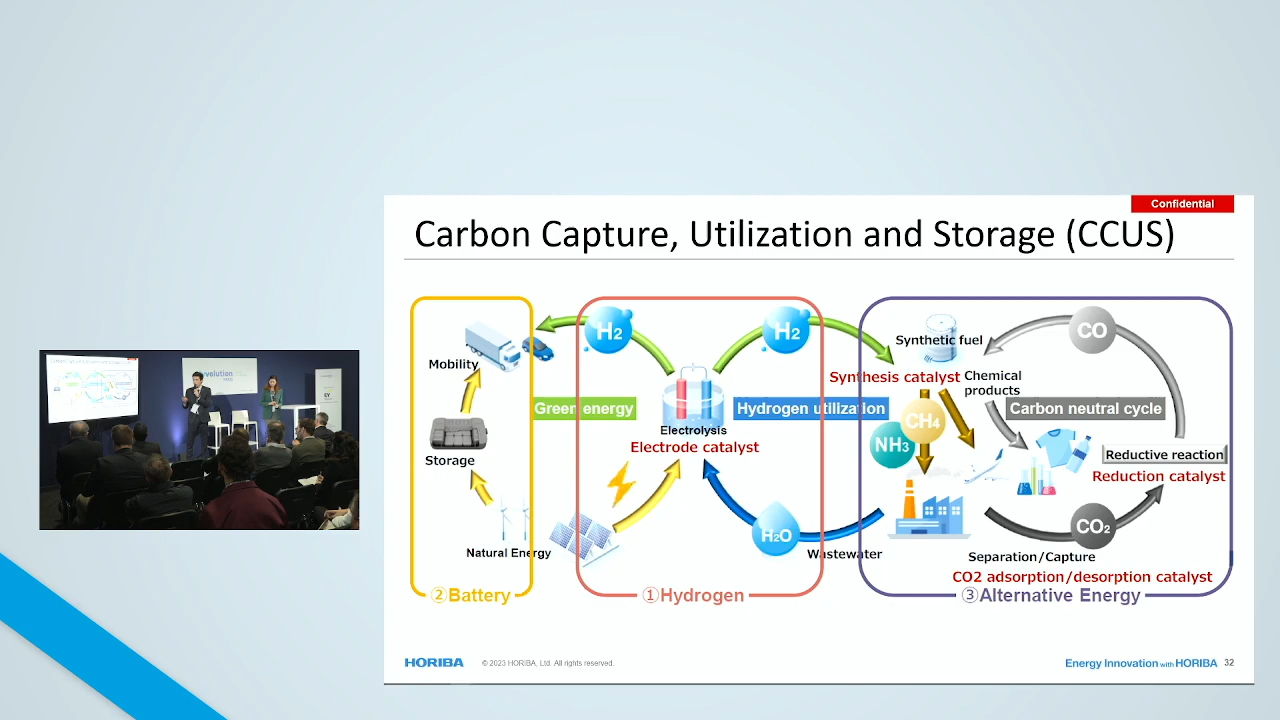 Confidential
Carbon Capture, Utilization and Storage (CCUS)
H2
H2
CO
Synthetic fuel
Mobility
Synthesis catalyst
Chemical
products
Green energy
Hydrogen utilization
Carbon neutral cycle
CH4
Electrolysis
Electrode catalyst
NH3
Storage
Reductive reaction
Reduction catalyst
H2O
CO2
Natural Energy
Wastewater
Separation/Capture
CO2 adsorption/desorption catalyst
②Battery
①Hydrogen
③Alternative Energy
HORIBA
© 2023 HORIBA, Ltd. All rights reserved.
Energy Innovation with HORIBA
32
EY